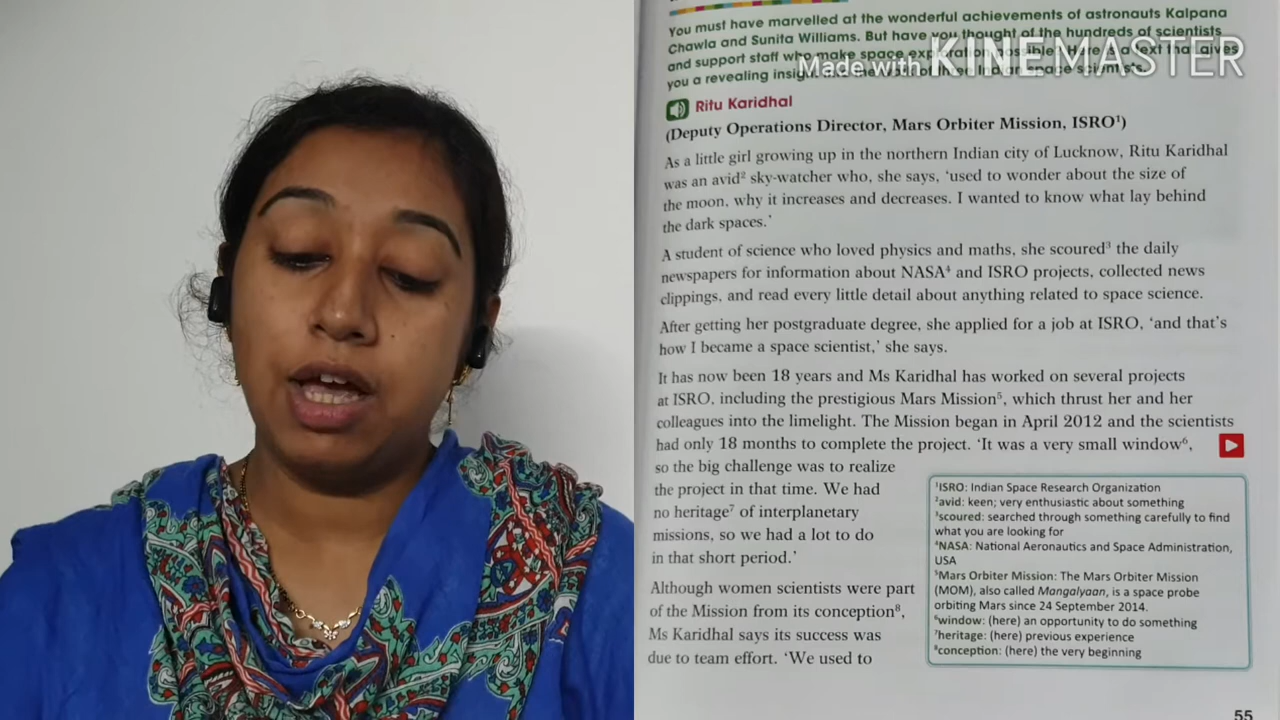 You must have marvelled at the wonderful achievements of astronauts Kalpana
Chawla and Sunita Williams. But have you thought of the hundreds of scientists
and support staff who make space exploration possible? Here is a text that gives
you a revealing insight into the work of three Indian space scientists.
Made with KINEMASTER
Ritu Karidhal
(Deputy Operations Director, Mars Orbiter Mission, ISRO¹)
As a little girl growing up in the northern Indian city of Lucknow, Ritu Karidhal
was an avid² sky-watcher who, she says, ‘used to wonder about the size of
the moon, why it increases and decreases. I wanted to know what lay behind
the dark spaces.’
A student of science who loved physics and maths, she scoured³ the daily
newspapers for information about NASA⁴ and ISRO projects, collected news
clippings, and read every little detail about anything related to space science.
After getting her postgraduate degree, she applied for a job at ISRO, ‘and that’s
how I became a space scientist,’ she says.
It has now been 18 years and Ms Karidhal has worked on several projects
at ISRO, including the prestigious Mars Mission⁵, which thrust her and her
colleagues into the limelight. The Mission began in April 2012 and the scientists
had only 18 months to complete the project. ‘It was a very small window⁶,
so the big challenge was to realize
the project in that time. We had
no heritage⁷ of interplanetary
missions, so we had a lot to do
in that short period.’
Although women scientists were part
of the Mission from its conception⁸,
Ms Karidhal says its success was
due to team effort. ‘We used to
¹ISRO: Indian Space Research Organization
²avid: keen; very enthusiastic about something
³scoured: searched through something carefully to find
what you are looking for
⁴NASA: National Aeronautics and Space Administration,
USA
⁵Mars Orbiter Mission: The Mars Orbiter Mission
(MOM), also called Mangalyaan, is a space probe
orbiting Mars since 24 September 2014.
⁶window: (here) an opportunity to do something
⁷heritage: (here) previous experience
⁸conception: (here) the very beginning
55